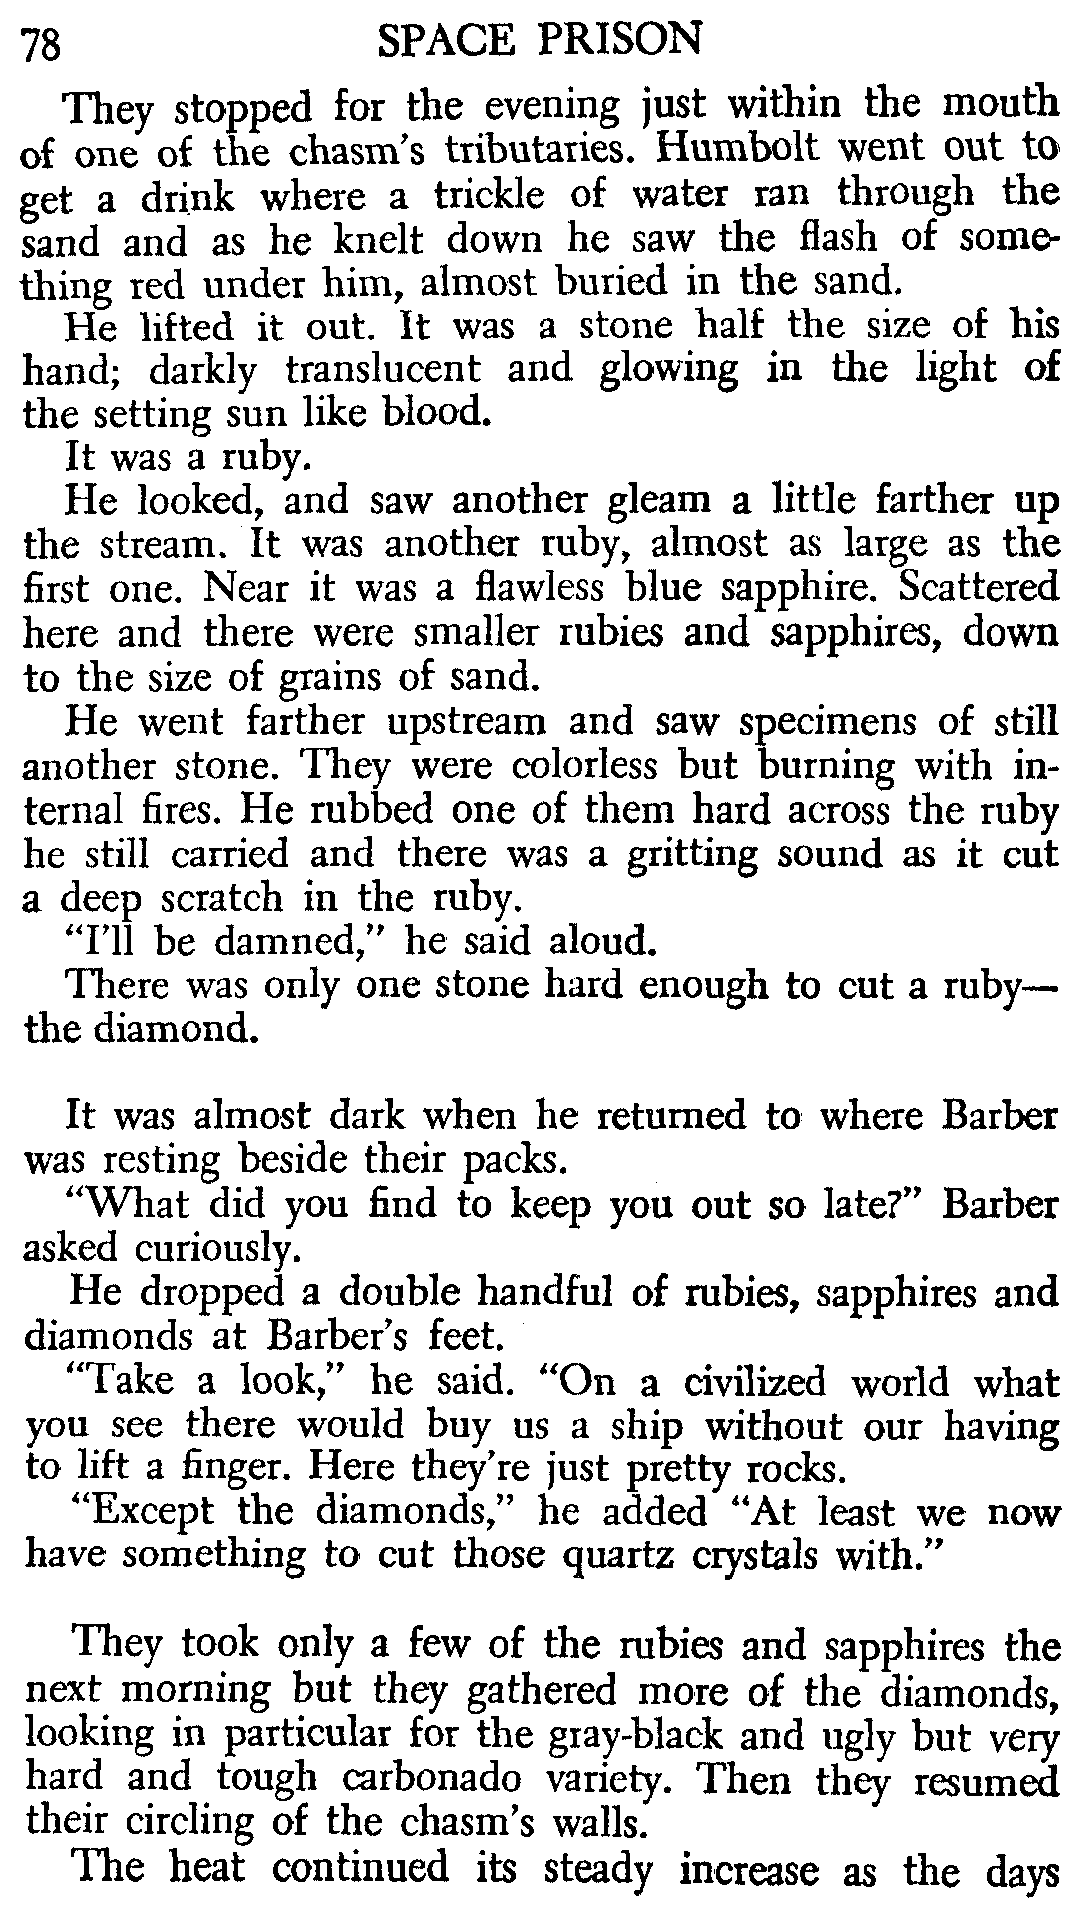 78 SPACE PRISON
They stopped for the evening just within the mouth
of one of the chasm's tributaries. Humbolt went out to
get a drink where a trickle of water ran through the
sand and as he knelt down he saw the flash of some-
thing red under him, almost buried in the sand.
He lifted it out. It was a stone half the size of his
hand; darkly translucent and glowing in the light of
the setting sun like blood.
It was a ruby.
He looked, and saw another gleam a little farther up
the stream. It was another ruby, almost as large as the
first one. Near it was a flawless blue sapphire. Scattered
here and there were smaller rubies and sapphires, down
to the size of grains of sand.
He went farther upstream and saw specimens of still
another stone. They were colorless but burning with in-
ternal fires. He rubbed one of them hard across the ruby
he still carried and there was a gritting sound as it cut
a deep scratch in the ruby.
"I'll be damned," he said aloud.
There was only one stone hard enough to cut a ruby—
the diamond.
It was almost dark when he returned to where Barber
was resting beside their packs.
"What did you find to keep you out so late?" Barber
asked curiously.
He dropped a double handful of rubies, sapphires and
diamonds at Barber's feet.
"Take a look," he said. "On a civilized world what
you see there would buy us a ship without our having
to lift a finger. Here they're just pretty rocks.
"Except the diamonds," he added "At least we now
have something to cut those quartz crystals with."
They took only a few of the rubies and sapphires the
next morning but they gathered more of the diamonds,
looking in particular for the gray-black and ugly but very
hard and tough carbonado variety. Then they resumed
their circling of the chasm's walls.
The heat continued its steady increase as the days